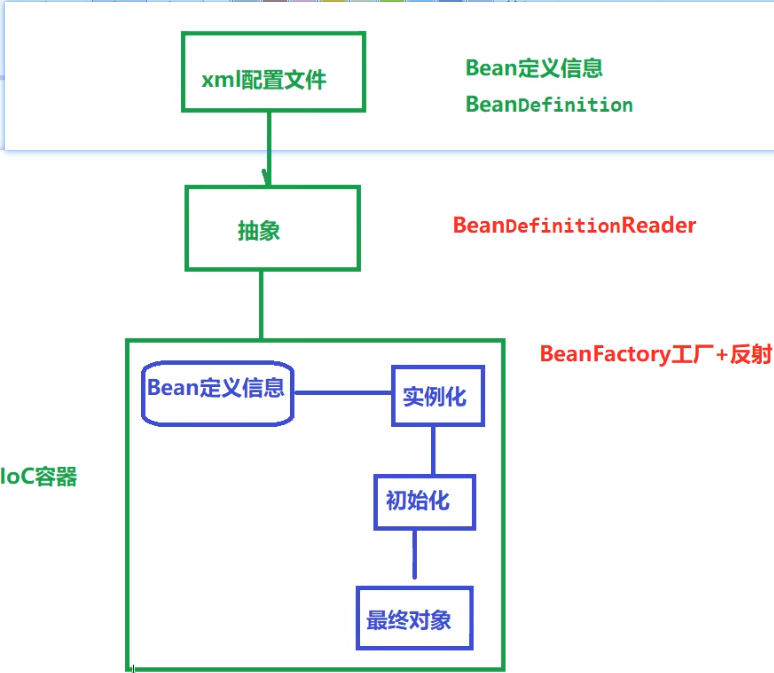 xml配置文件
Bean定义信息
BeanDefinition
抽象
BeanDefinitionReader
BeanFactory工厂+反射
Bean定义信息
实例化
IoC容器
初始化
最终对象